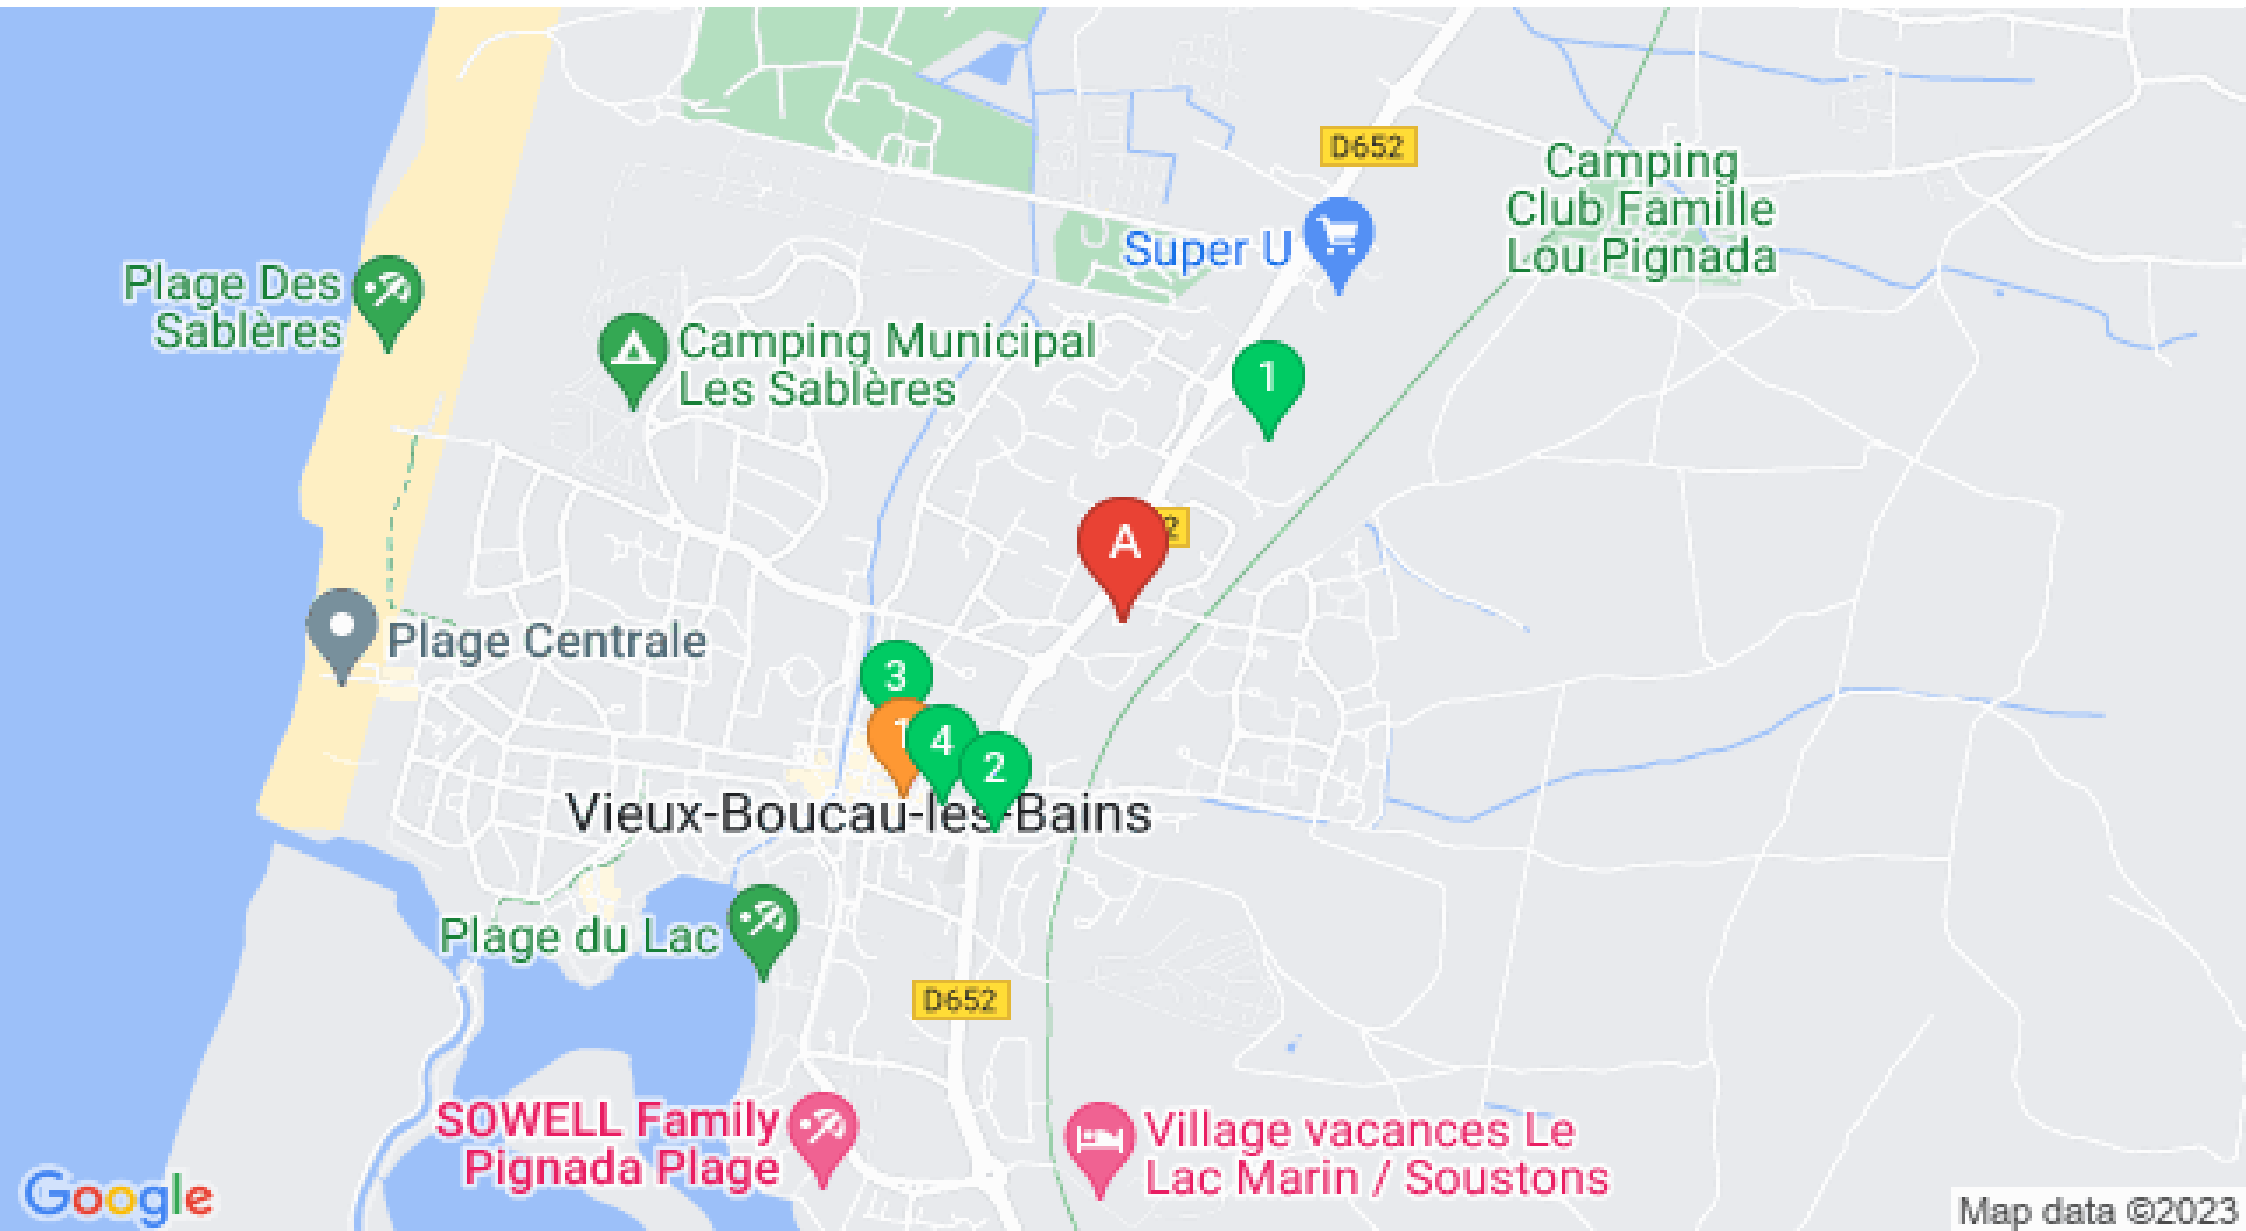 D652
Camping
Club Famille
Lou Pignada
Super U
Plage Des
Sablères
Camping Municipal
Les Sablères
1
A
2
Plage Centrale
3
1
4
2
Vieux-Boucau-les-Bains
Plage du Lac
D652
SOWELL Family
Pignada Plage
Village vacances Le
Lac Marin / Soustons
Google
Map data ©2023